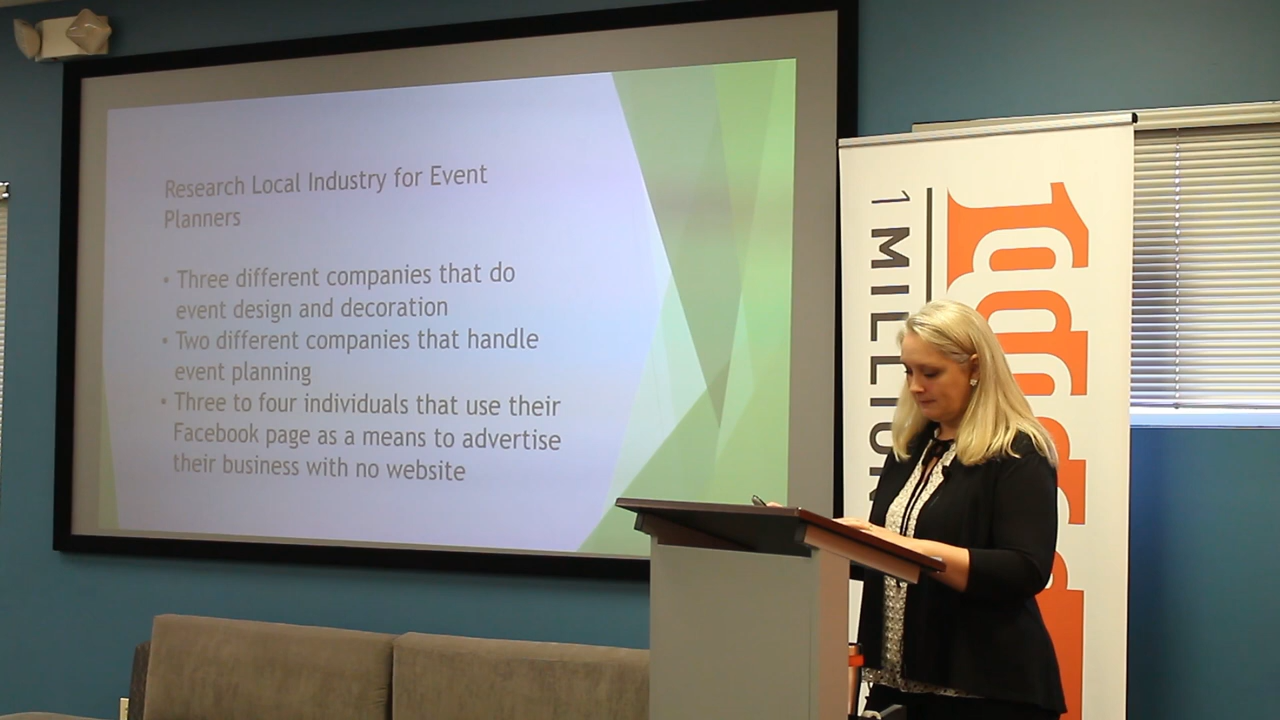 Research Local Industry for Event
Planners
• Three different companies that do
event design and decoration
• Two different companies that handle
event planning
• Three to four individuals that use their
Facebook page as a means to advertise
their business with no website
1 MILLION